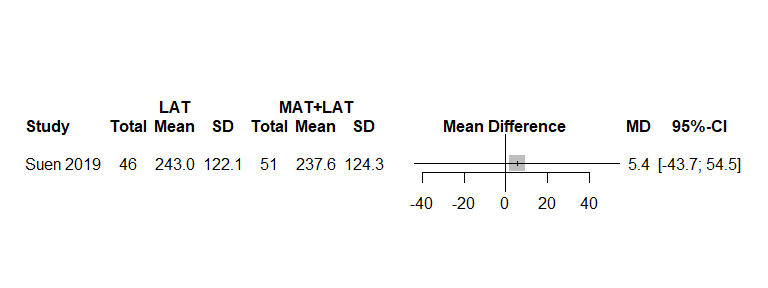 LAT MAT+LAT
Study Total Mean SD Total Mean SD Mean Difference MD 95%-CI
Suen 2019 46 243.0 122.1 51 237.6 124.3 5.4 [-43.7; 54.5]
-40 -20 0 20 40